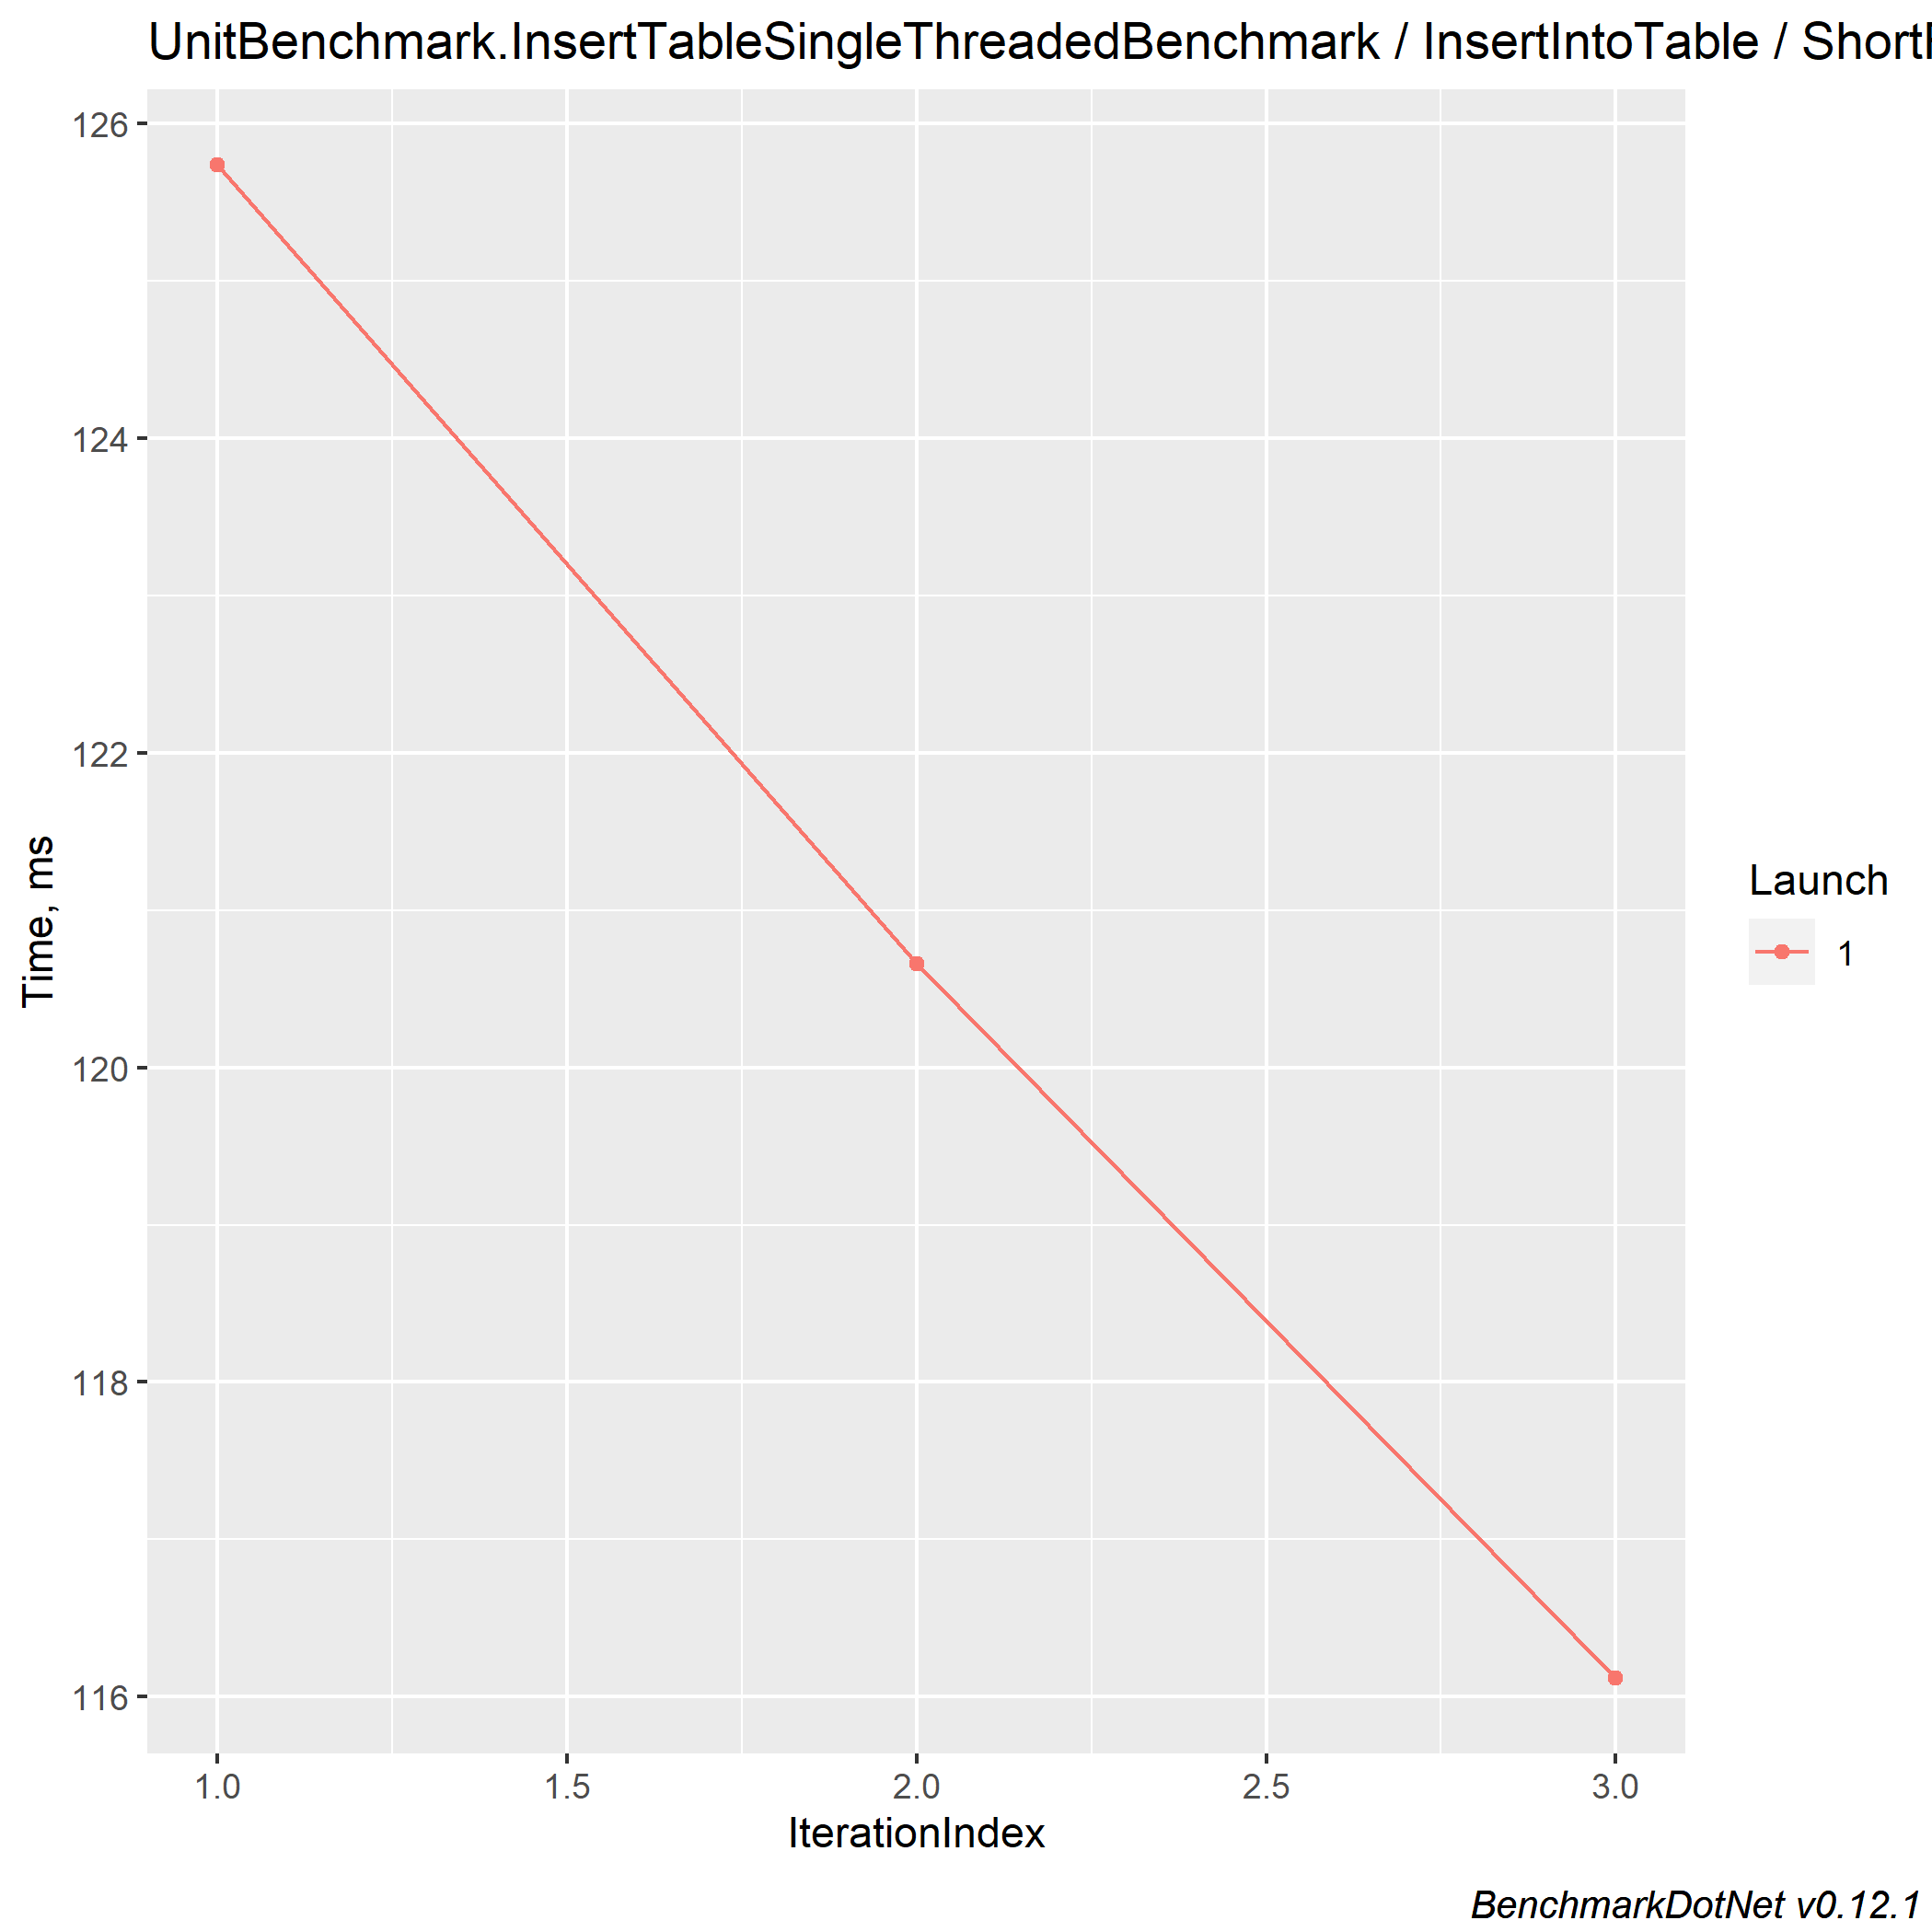 UnitBenchmark.InsertTableSingleThreadedBenchmark / InsertIntoTable / Short
126
124
122
120
118
116
Time, ms
1.0 1.5 2.0 2.5 3.0
IterationIndex
Launch
1
BenchmarkDotNet v0.12.1